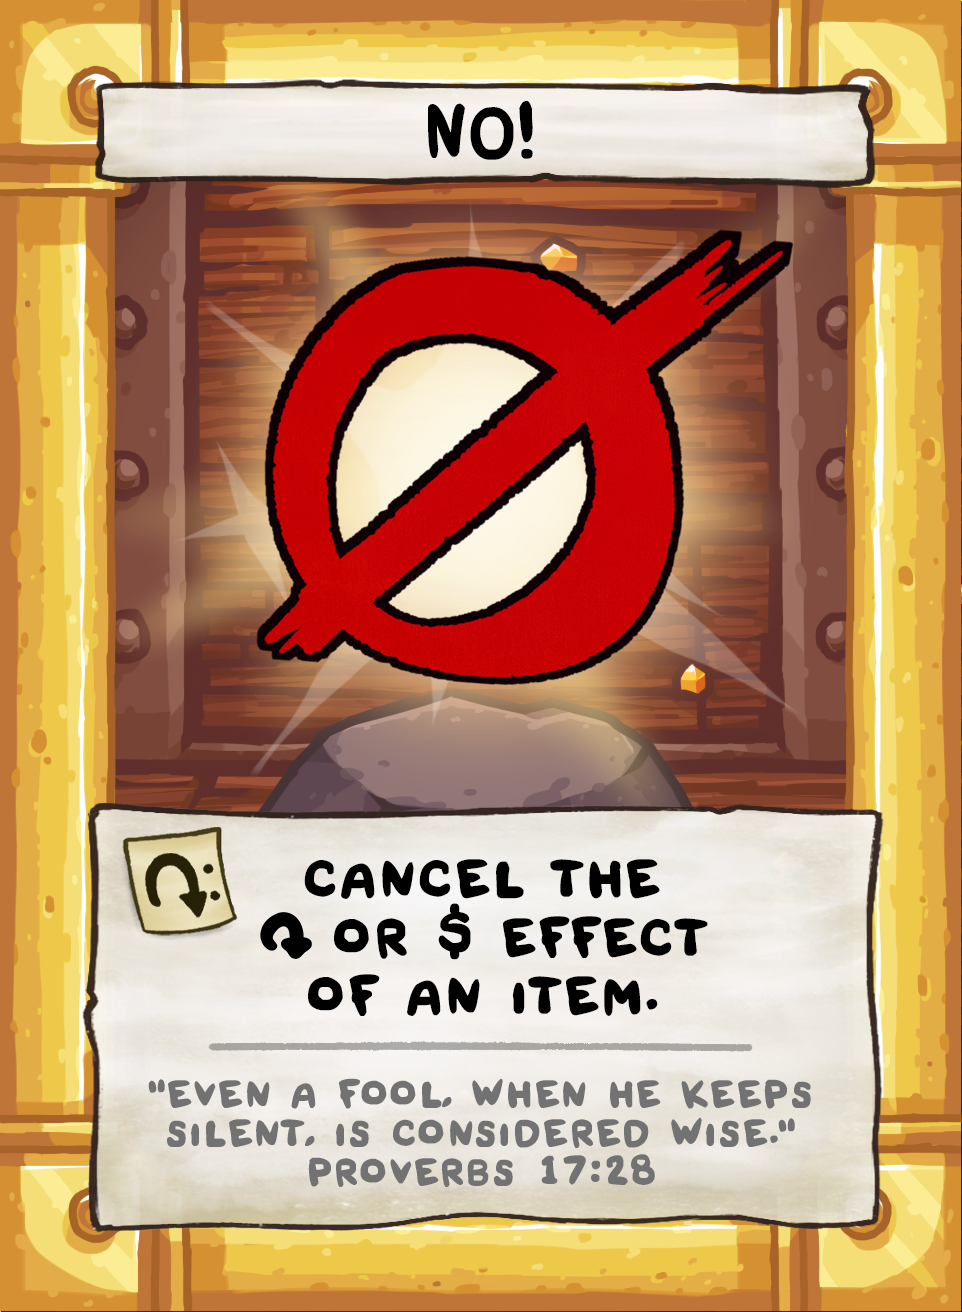 NO!
CANCEL THE
↷ OR $ EFFECT
OF AN ITEM.
"EVEN A FOOL, WHEN HE KEEPS
SILENT, IS CONSIDERED WISE."
PROVERBS 17:28